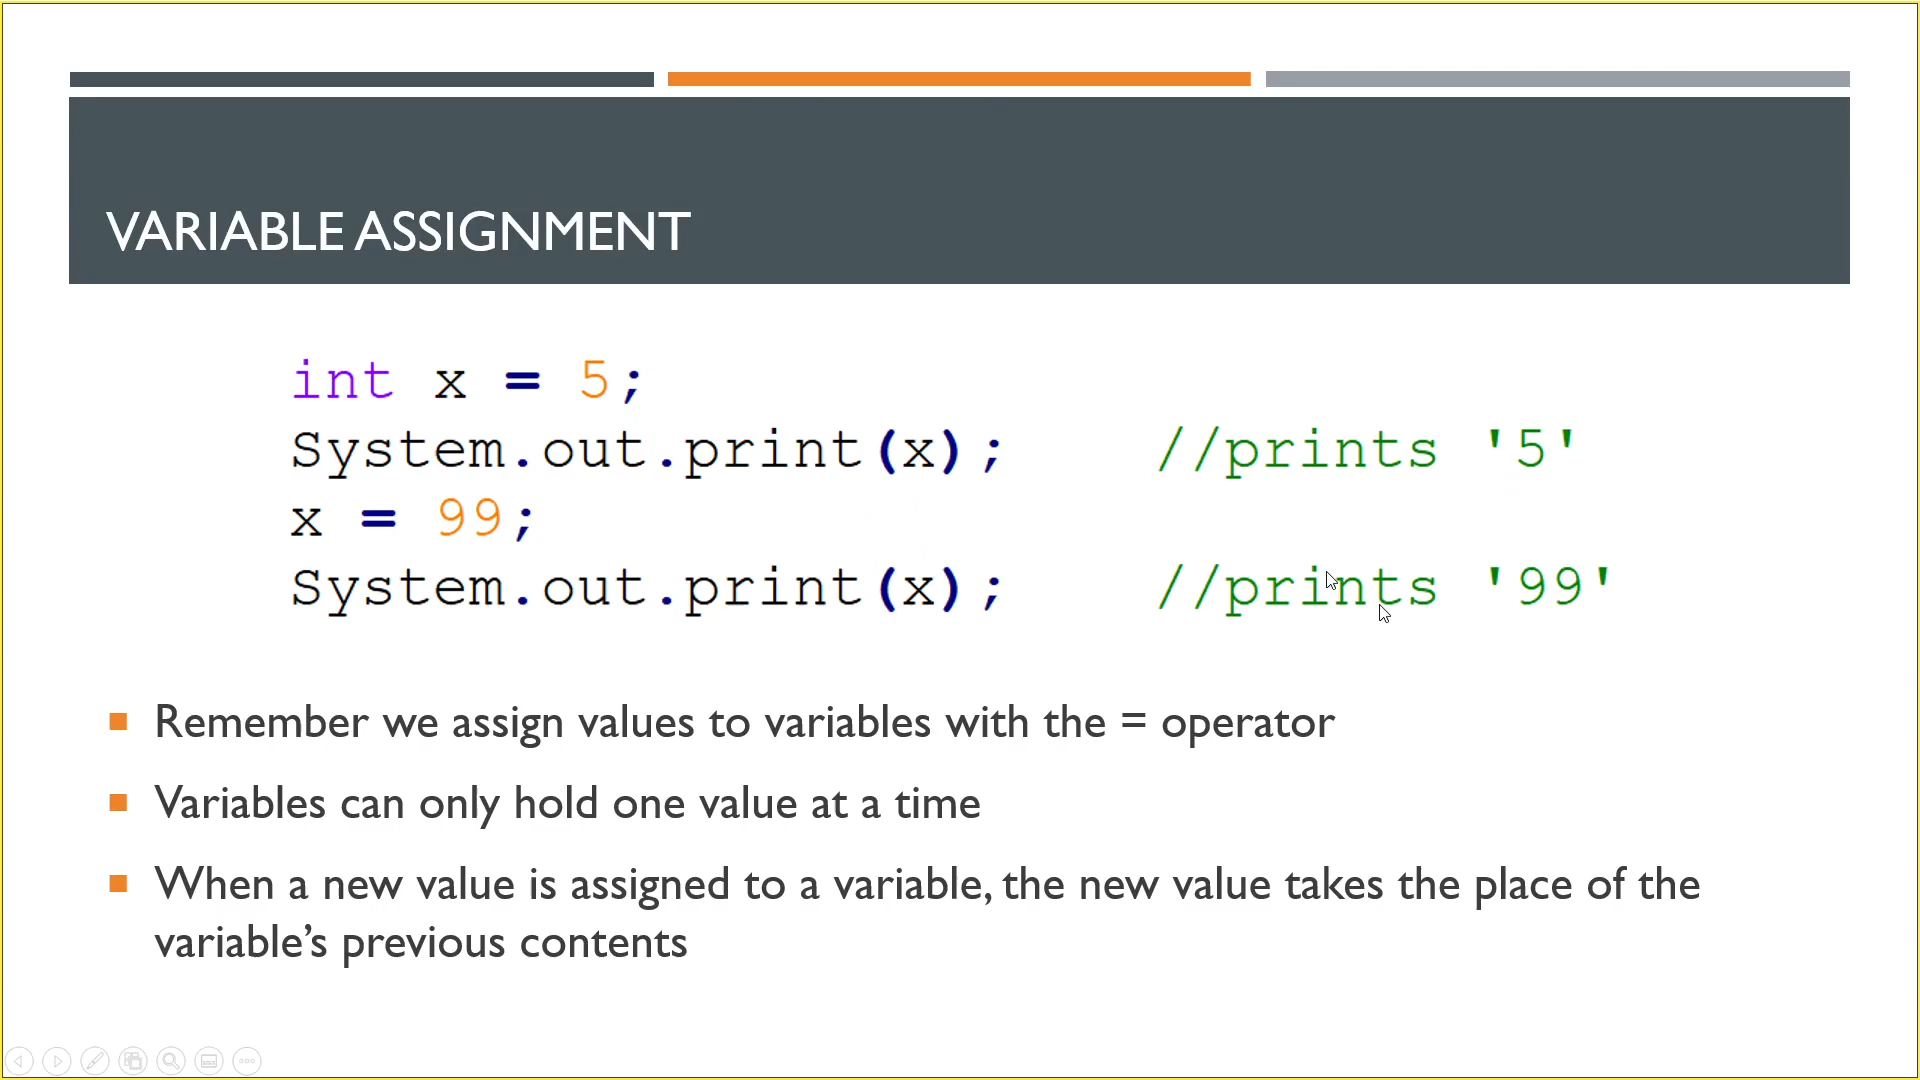 VARIABLE ASSIGNMENT
int x = 5;
System.out.print(x); //prints '5'
x = 99;
System.out.print(x); //prints '99'
Remember we assign values to variables with the = operator
Variables can only hold one value at a time
When a new value is assigned to a variable, the new value takes the place of the
variable’s previous contents